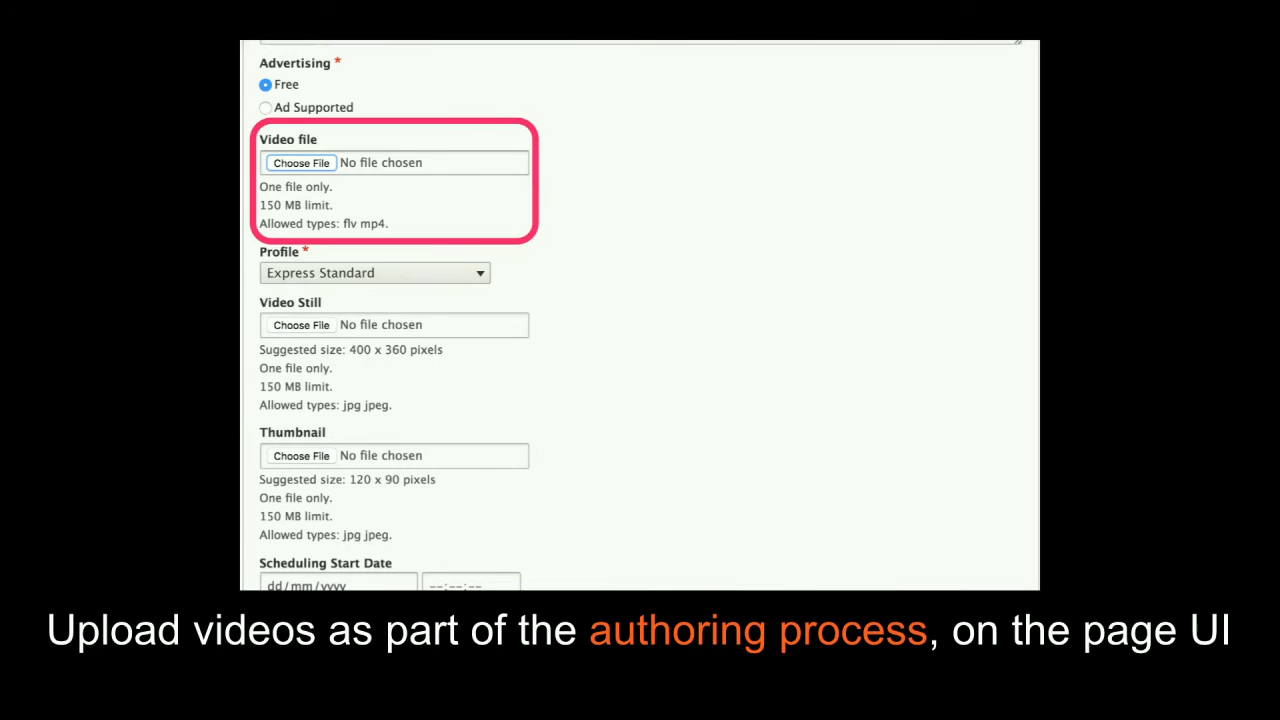 Advertising *
Free
Ad Supported
Video file
Choose File No file chosen
One file only.
150 MB limit.
Allowed types: flv mp4.
Profile *
Express Standard
Video Still
Choose File No file chosen
Suggested size: 400 x 360 pixels
One file only.
150 MB limit.
Allowed types: jpg jpeg.
Thumbnail
Choose File No file chosen
Suggested size: 120 x 90 pixels
One file only.
150 MB limit.
Allowed types: jpg jpeg.
Scheduling Start Date
dd/mm/yyyy --:--:--
Upload videos as part of the authoring process, on the page UI